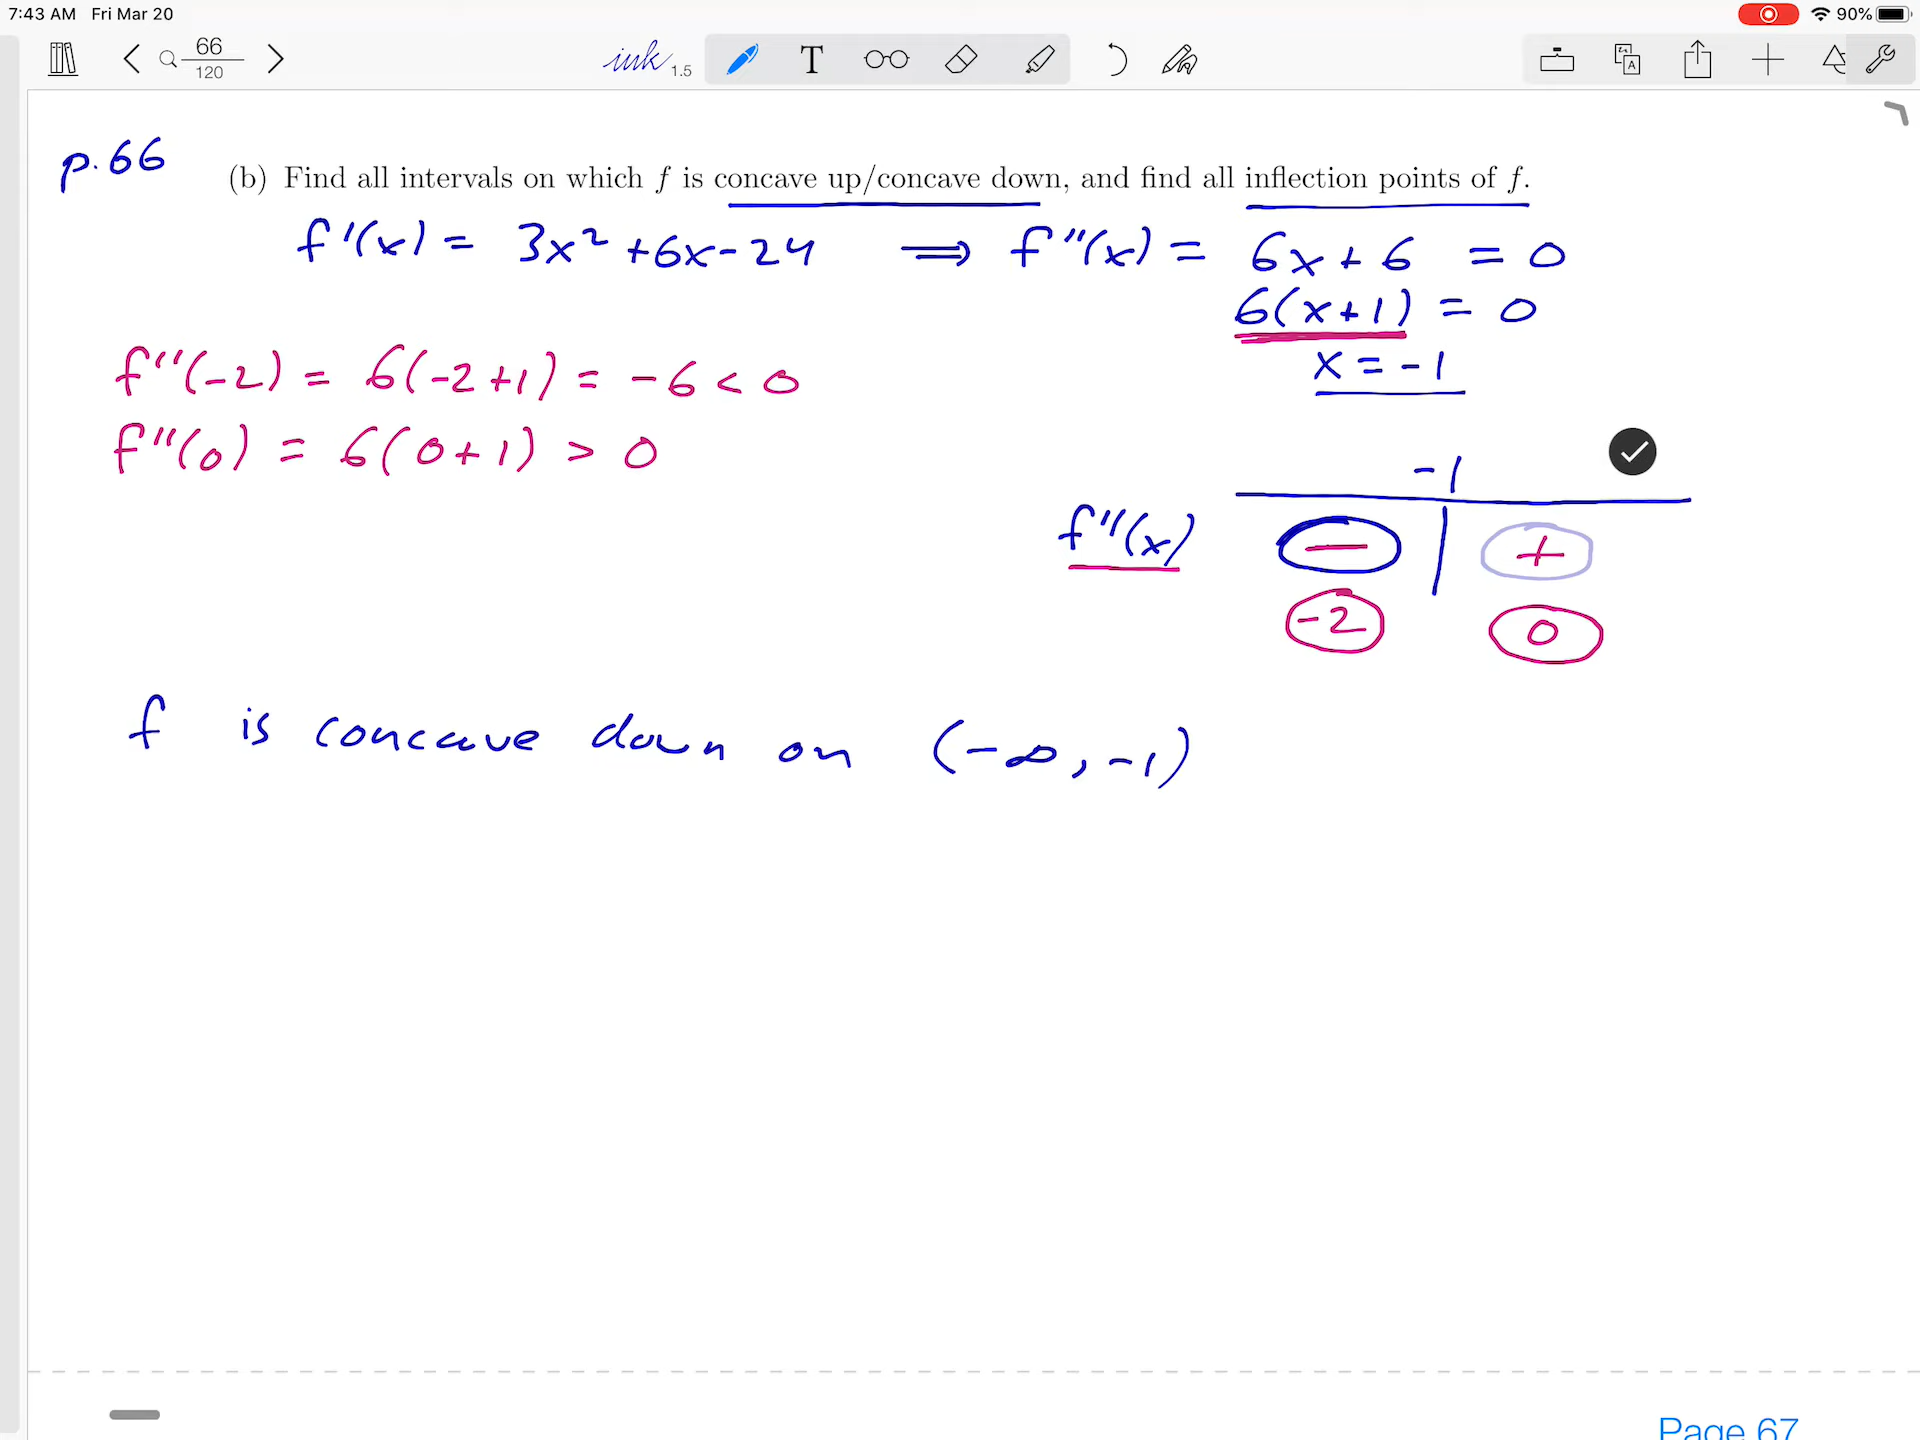 7:43 AM Fri Mar 20 90%
66
120
ink 1.5 T A
p. 66
(b) Find all intervals on which f is concave up/concave down, and find all inflection points of f.
f'(x) = 3x² + 6x - 24 ⟹ f''(x) = 6x + 6 = 0
6(x+1) = 0
x = -1
f''(-2) = 6(-2+1) = -6 < 0
f''(0) = 6(0+1) > 0
-1
f''(x) - +
-2 0
f is concave down on (-∞, -1)
Page 67